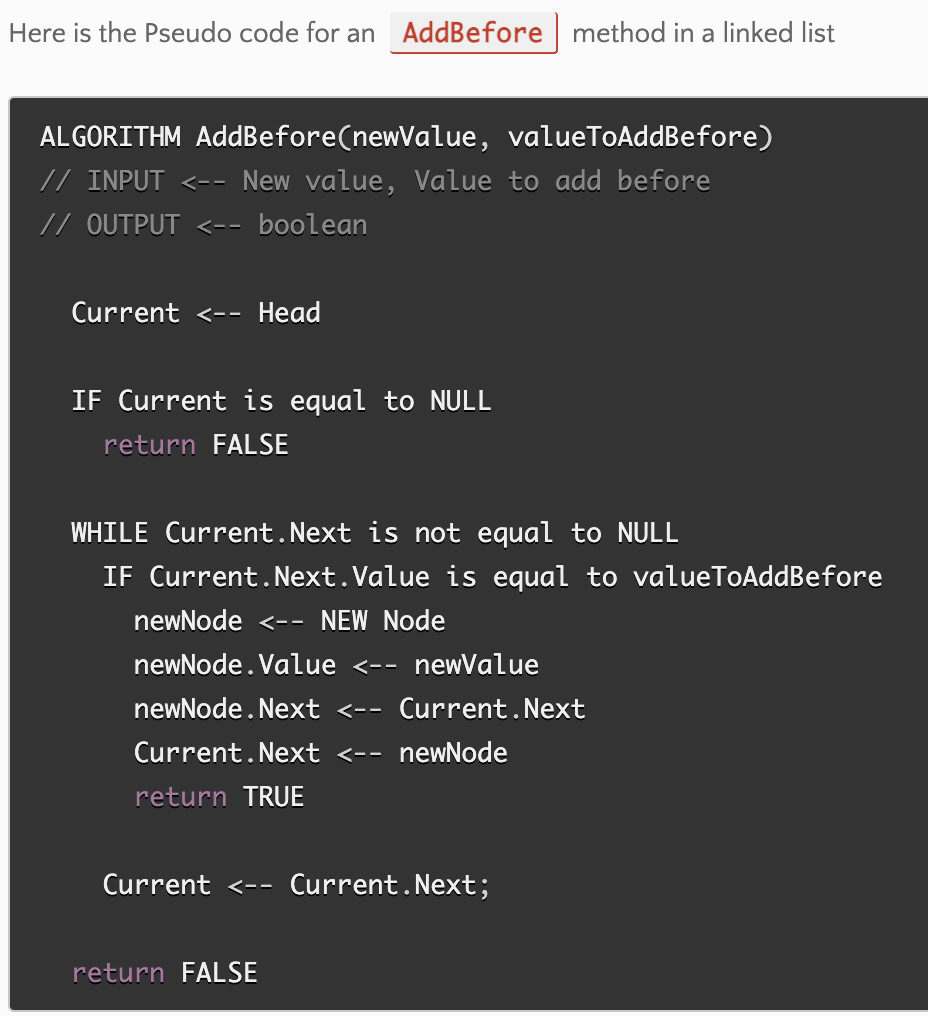 Here is the Pseudo code for an AddBefore method in a linked list
ALGORITHM AddBefore(newValue, valueToAddBefore)
// INPUT <-- New value, Value to add before
// OUTPUT <-- boolean
Current <-- Head
IF Current is equal to NULL
return FALSE
WHILE Current.Next is not equal to NULL
IF Current.Next.Value is equal to valueToAddBefore
newNode <-- NEW Node
newNode.Value <-- newValue
newNode.Next <-- Current.Next
Current.Next <-- newNode
return TRUE
Current <-- Current.Next;
return FALSE